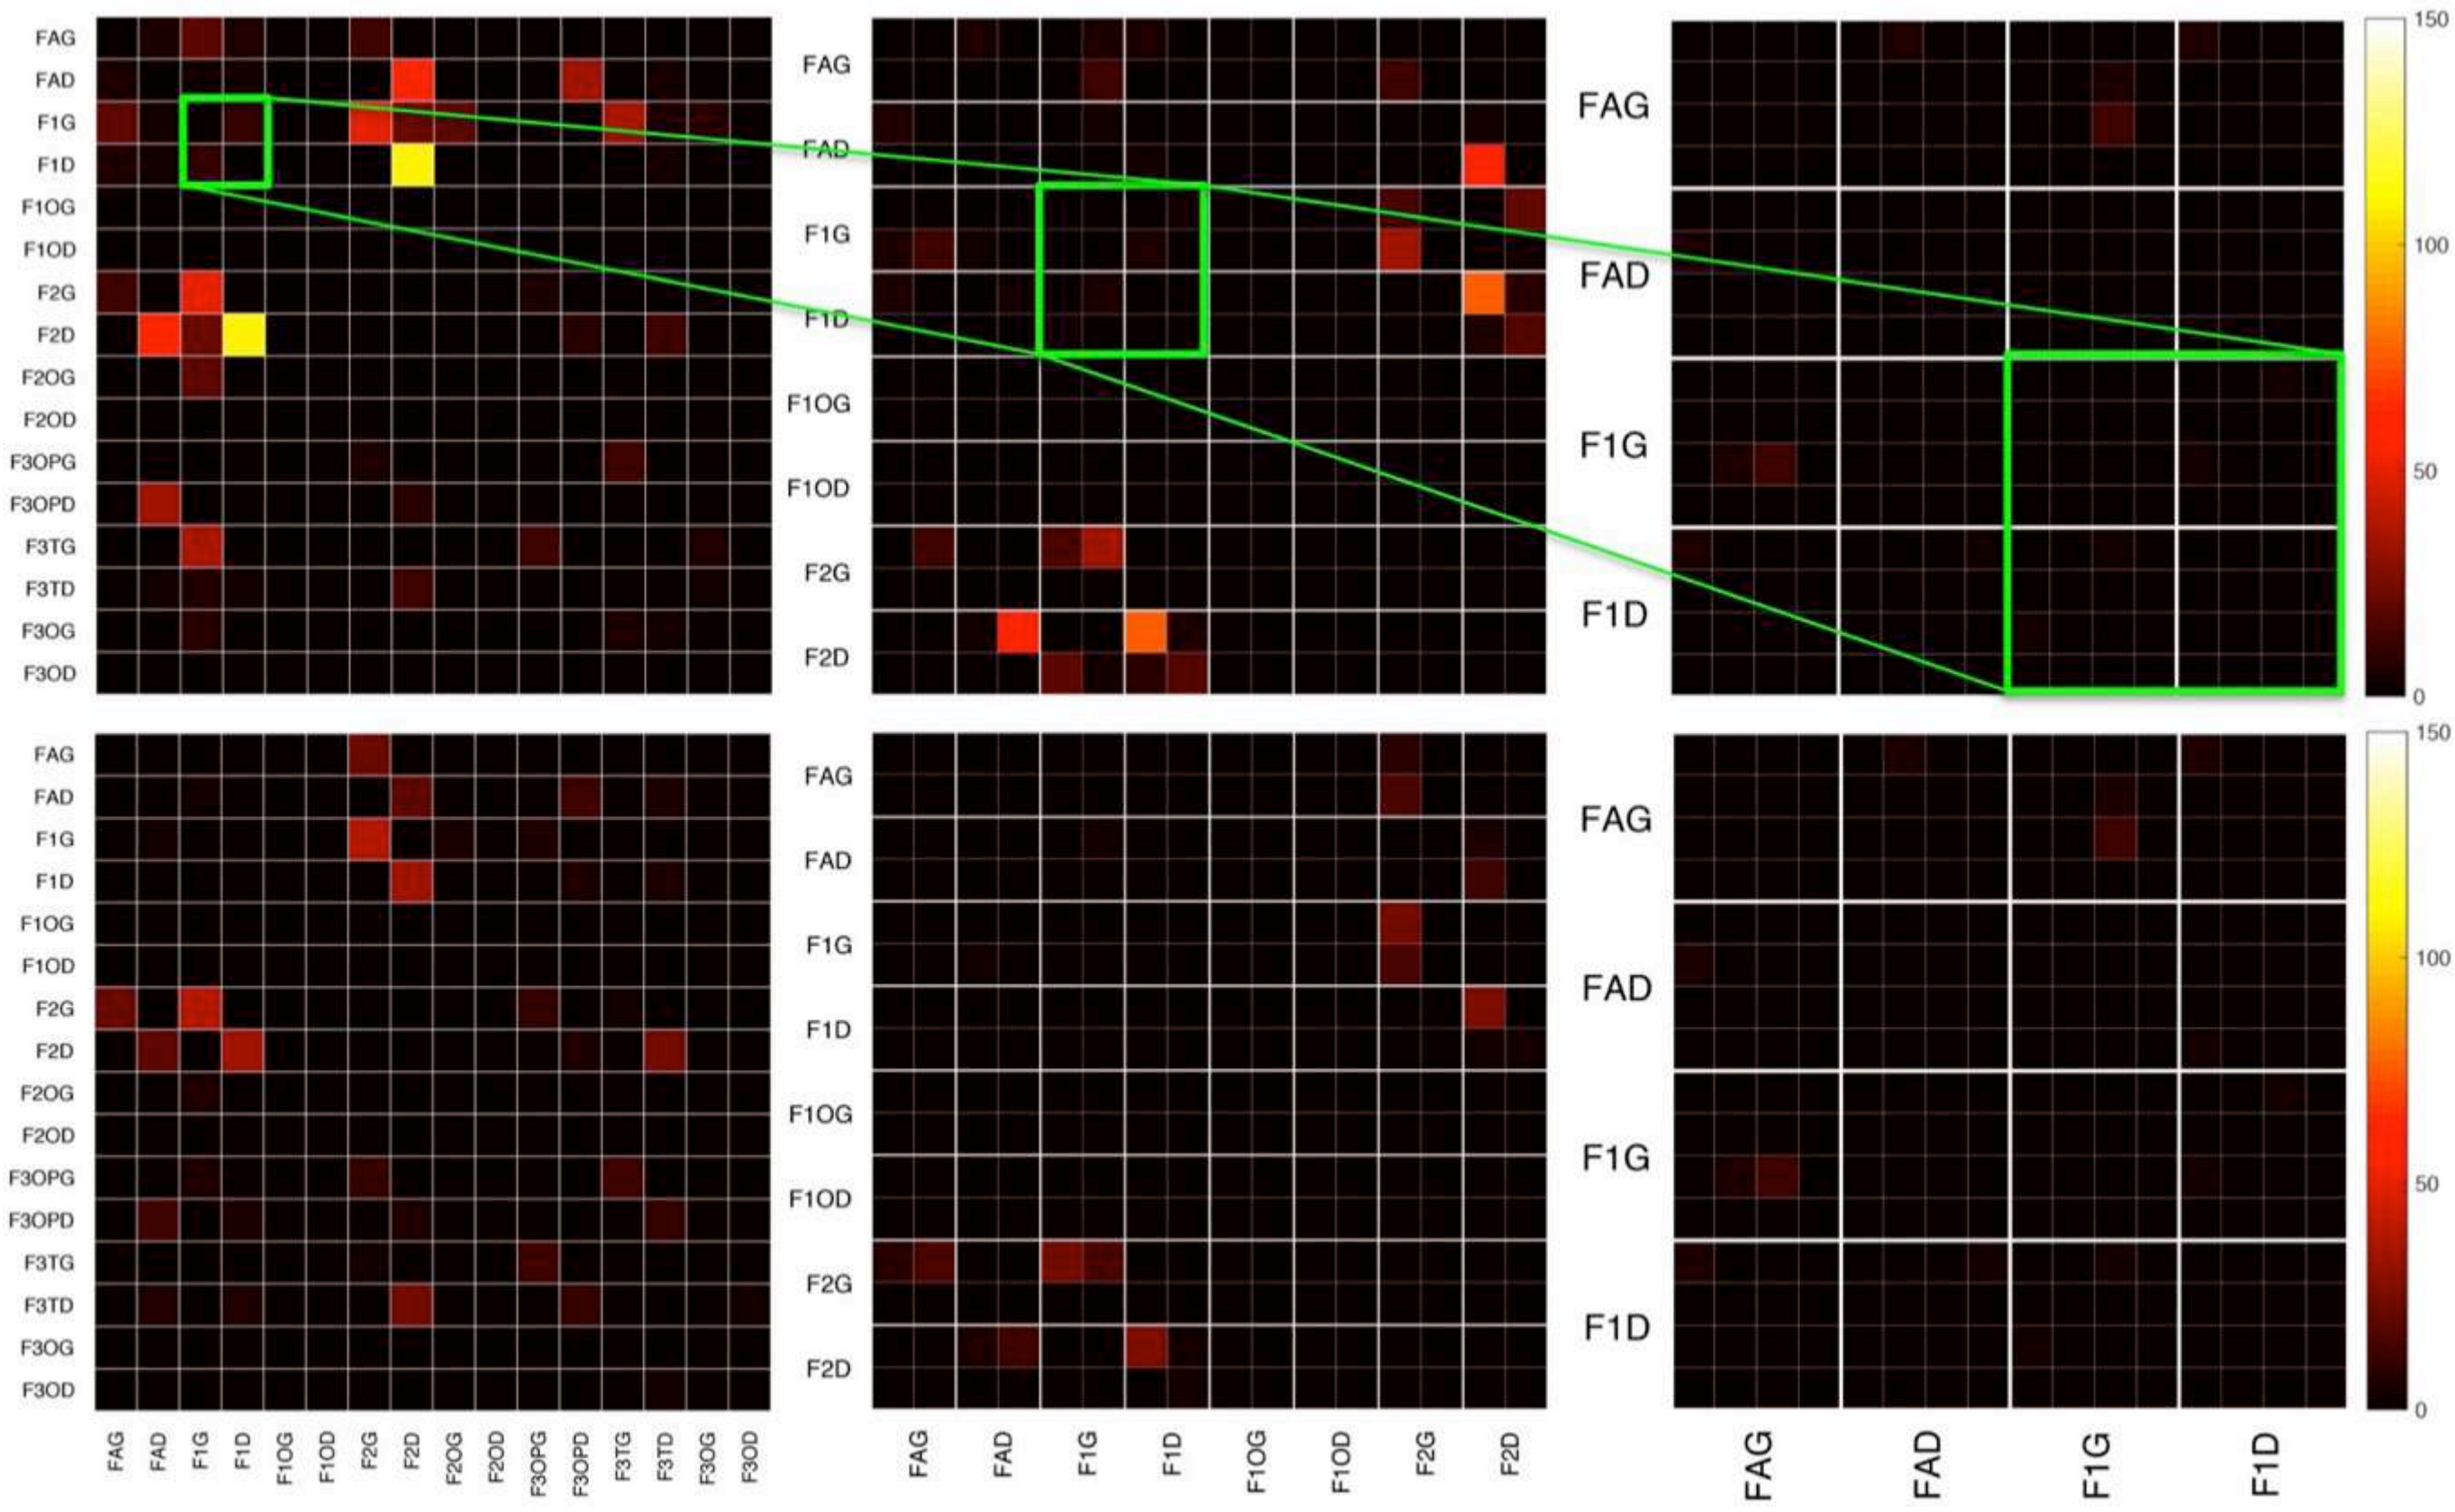 FAG
FAD
F1G
F1D
F1OG
F1OD
F2G
F2D
F2OG
F2OD
F3OPG
F3OPD
F3TG
F3TD
F3OG
F3OD
FAG
FAD
F1G
F1D
F1OG
F1OD
F2G
F2D
FAG
FAD
F1G
F1D
150
100
50
0
FAG
FAD
F1G
F1D
F1OG
F1OD
F2G
F2D
F2OG
F2OD
F3OPG
F3OPD
F3TG
F3TD
F3OG
F3OD
FAG FAD F1G F1D F1OG F1OD F2G F2D F2OG F2OD F3OPG F3OPD F3TG F3TD F3OG F3OD
FAG
FAD
F1G
F1D
F1OG
F1OD
F2G
F2D
FAG FAD F1G F1D F1OG F1OD F2G F2D
FAG
FAD
F1G
F1D
FAG FAD F1G F1D
150
100
50
0